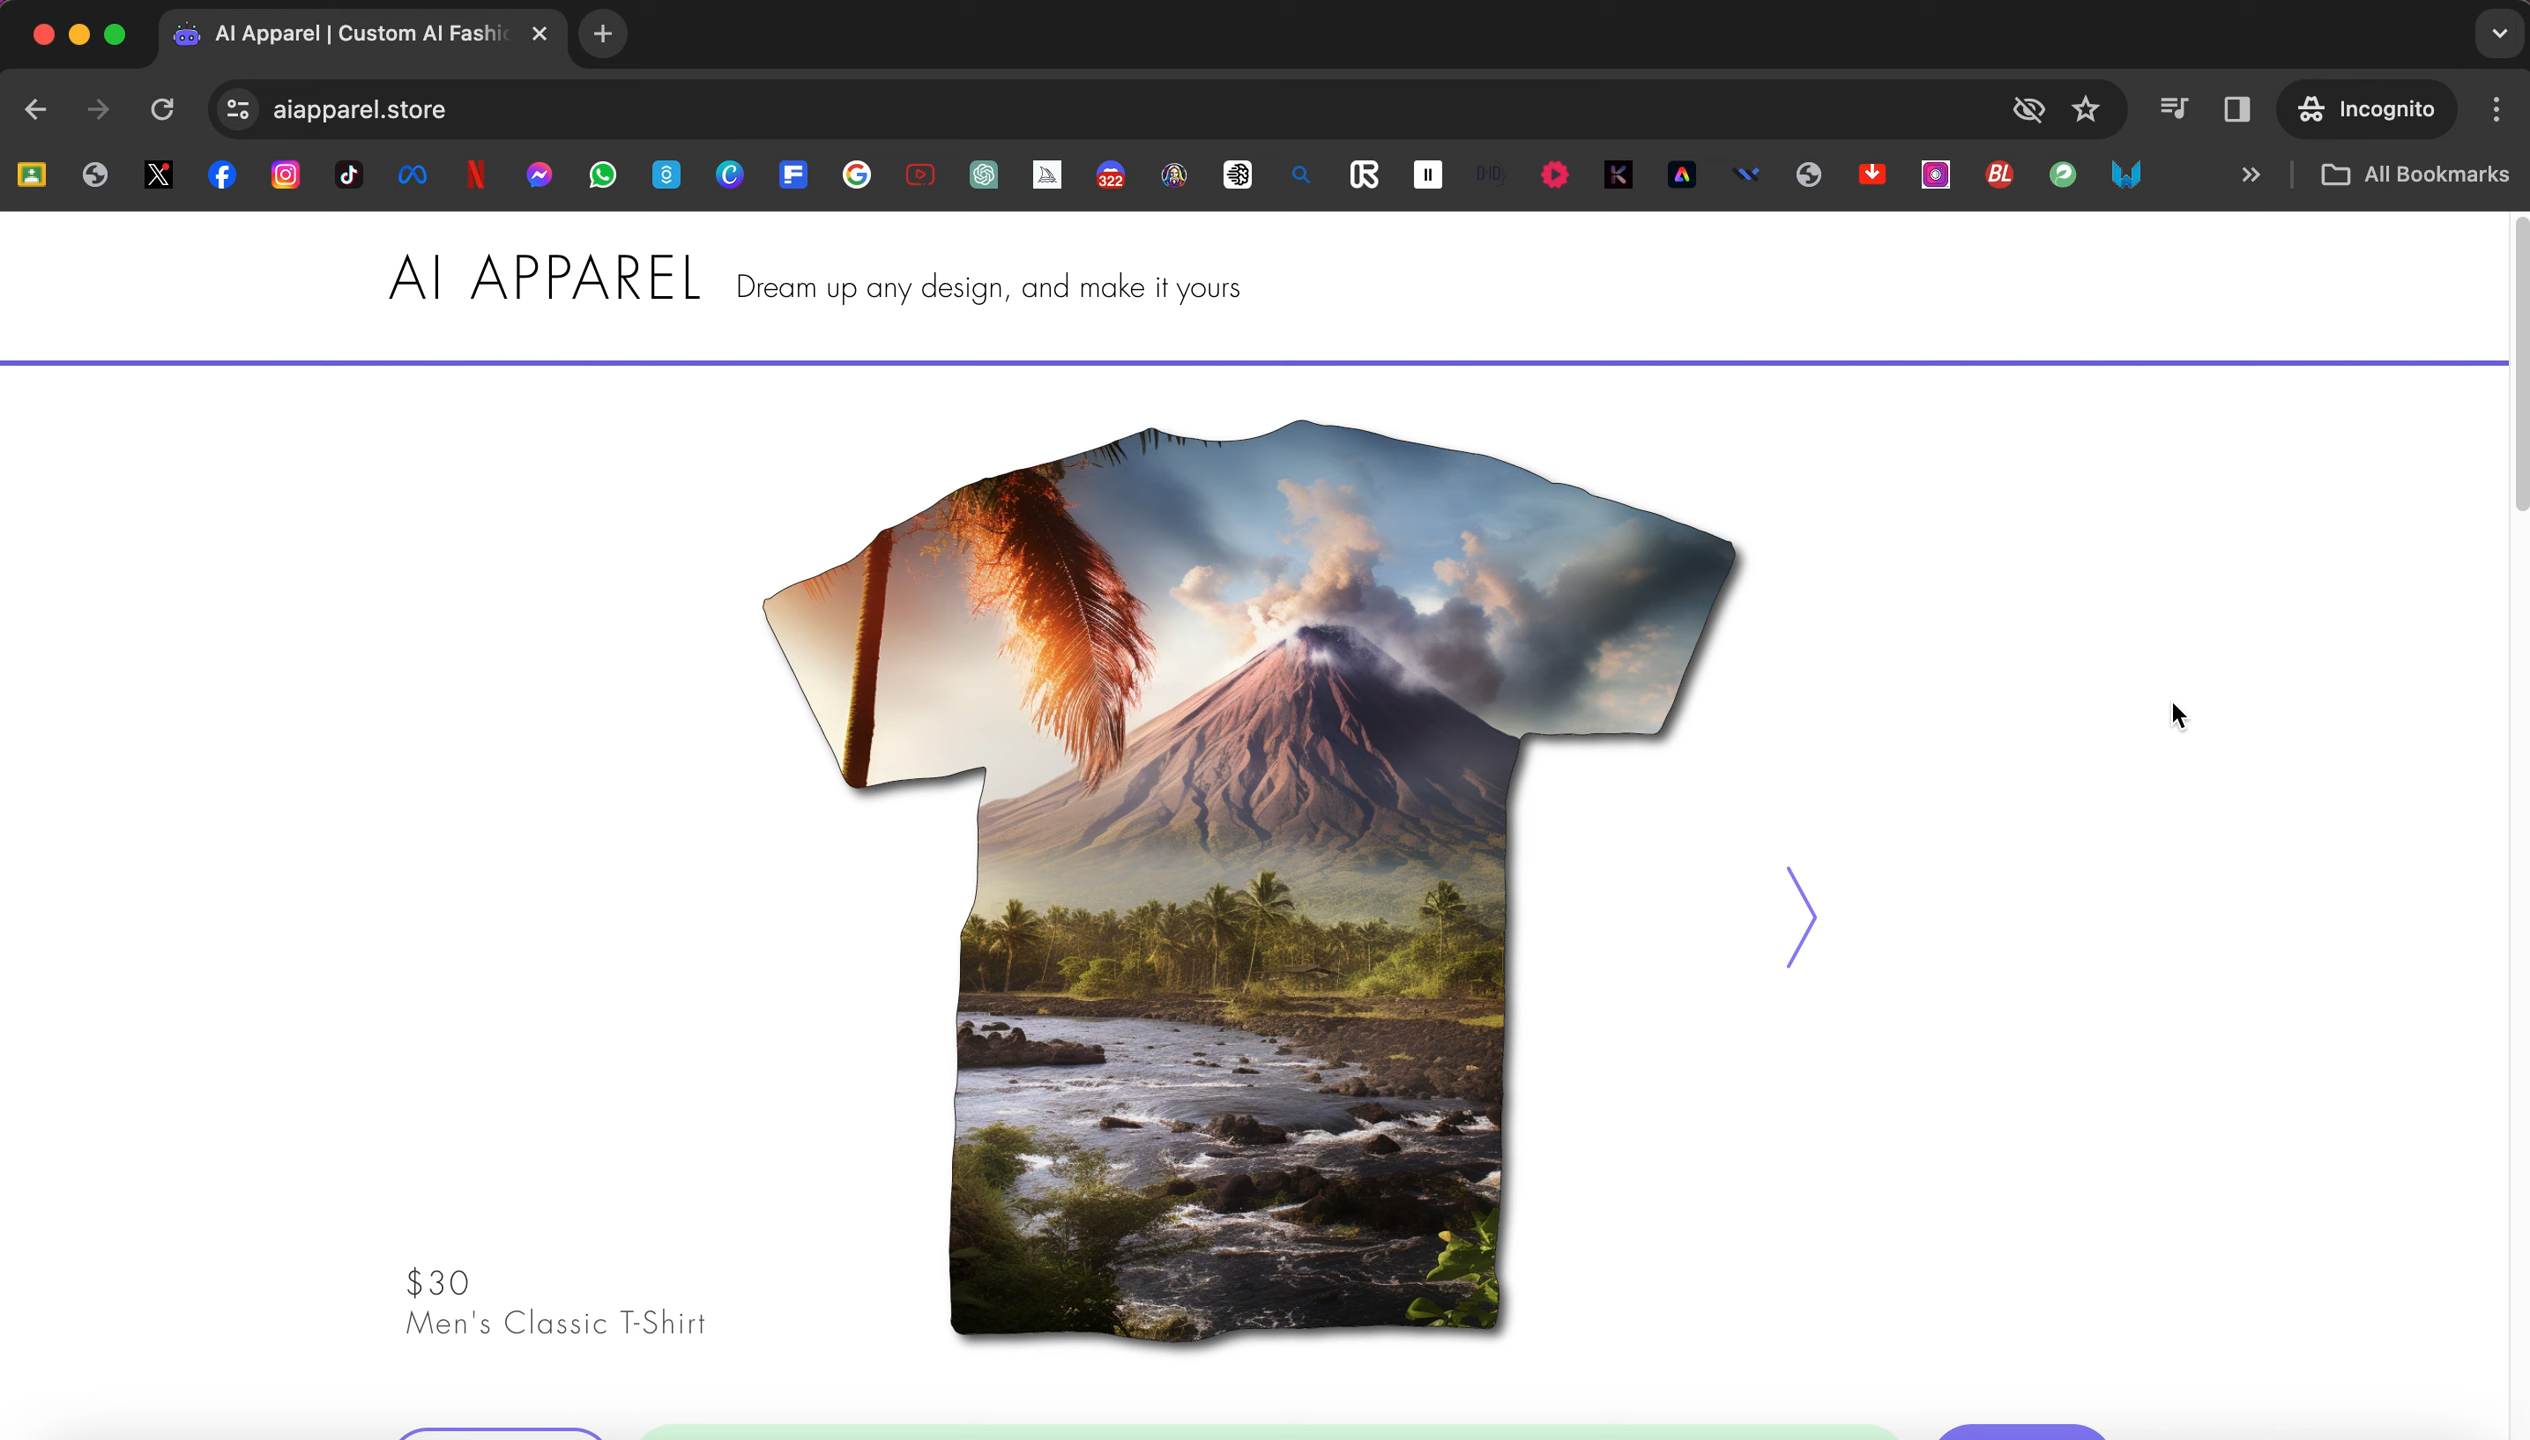 AI Apparel | Custom AI Fashi
aiapparel.store
Incognito
322
BL
All Bookmarks
AI APPAREL
Dream up any design, and make it yours
$30
Men's Classic T-Shirt